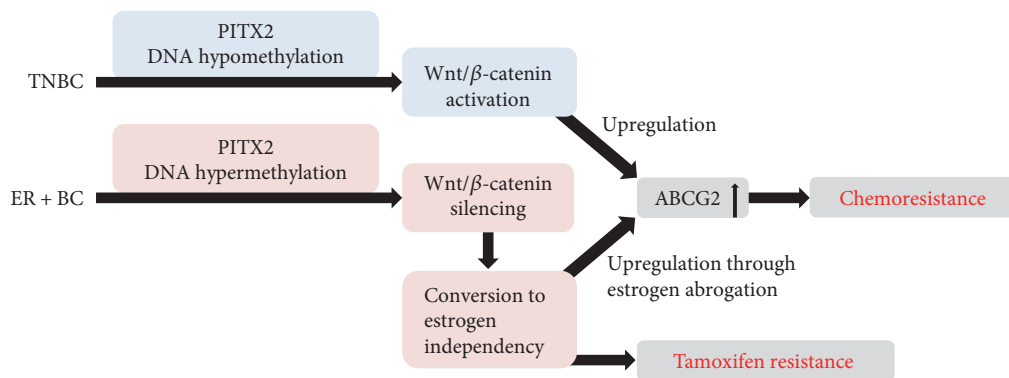 PITX2
DNA hypomethylation
TNBC
Wnt/β-catenin
activation
Upregulation
PITX2
DNA hypermethylation
ER + BC
Wnt/β-catenin
silencing
ABCG2
Chemoresistance
Upregulation through
estrogen abrogation
Conversion to
estrogen
independency
Tamoxifen resistance